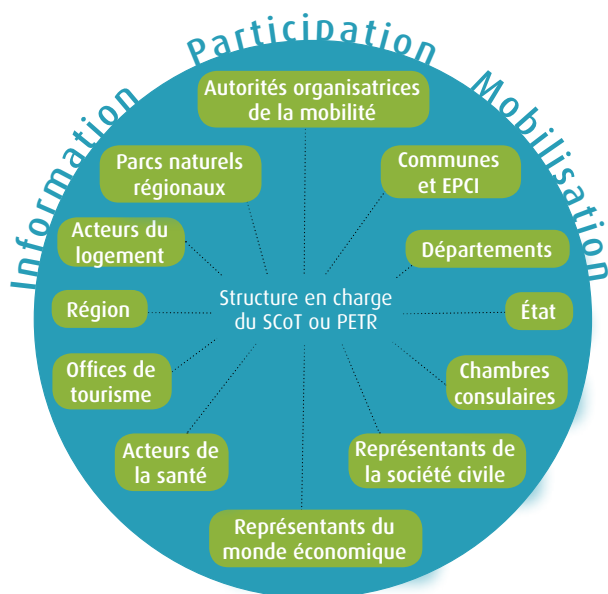 Information
Participation
Mobilisation
Autorités organisatrices
de la mobilité
Parcs naturels
régionaux
Communes
et EPCI
Acteurs du
logement
Départements
Structure en charge
du SCoT ou PETR
Région
État
Offices de
tourisme
Chambres
consulaires
Acteurs de
la santé
Représentants de
la société civile
Représentants du
monde économique